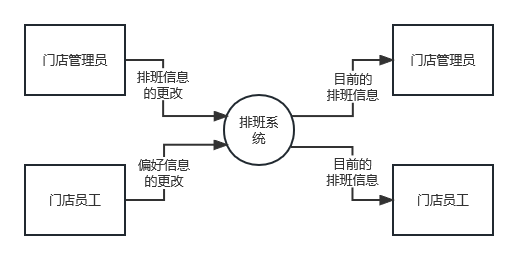 门店管理员
排班信息
的更改
排班系
统
目前的
排班信息
门店管理员
门店员工
偏好信息
的更改
目前的
排班信息
门店员工